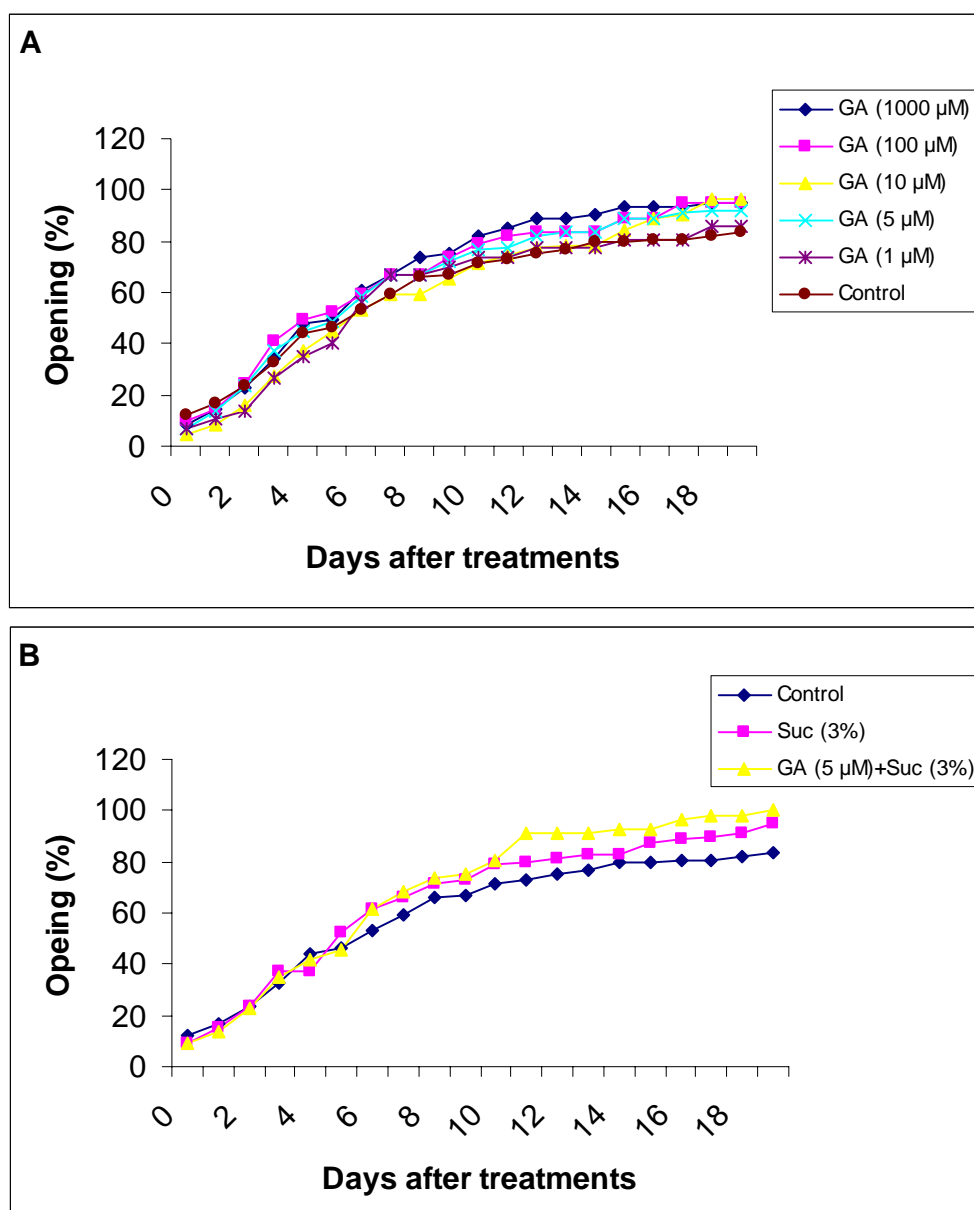 A
GA (1000 µM)
GA (100 µM)
GA (10 µM)
GA (5 µM)
GA (1 µM)
Control
120
100
80
60
40
20
0
Opening (%)
0 2 4 6 8 10 12 14 16 18
Days after treatments
B
Control
Suc (3%)
GA (5 µM)+Suc (3%)
120
100
80
60
40
20
0
Opeing (%)
0 2 4 6 8 10 12 14 16 18
Days after treatments